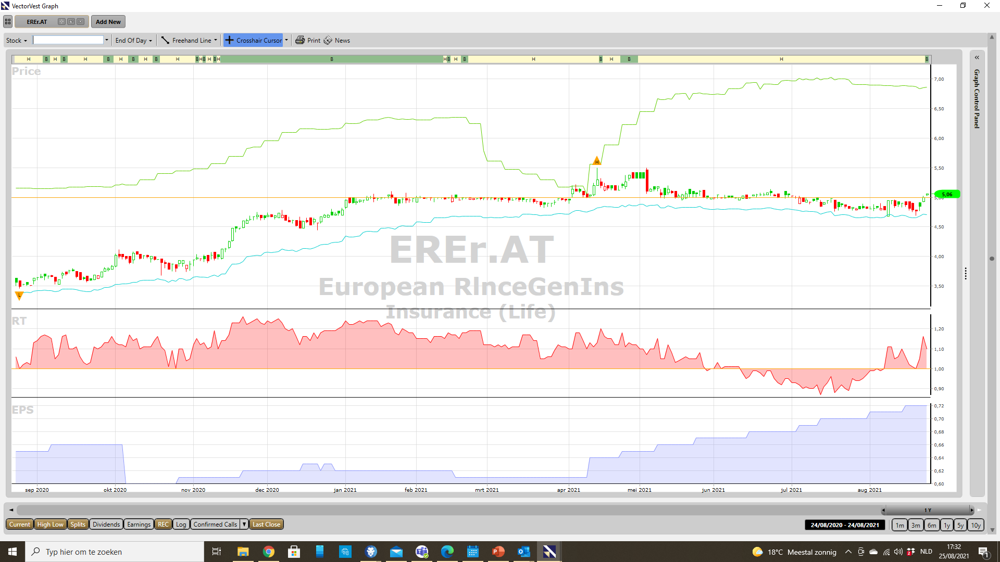 VectorVest Graph
EREr.AT
Add New
Stock
End Of Day
Freehand Line
Crosshair Cursor
Print
News
H B H B H B H B H B H B H B H B H B H B H B H B H B H B
Price
7,00
6,50
6,00
5,50
5,06
5,00
4,50
4,00
3,50
H
L
EREr.AT
European RInceGenIns
Insurance (Life)
RT
1,20
1,10
1,00
0,90
EPS
0,72
0,70
0,68
0,66
0,64
0,62
0,60
sep 2020 okt 2020 nov 2020 dec 2020 jan 2021 feb 2021 mrt 2021 apr 2021 mei 2021 jun 2021 jul 2021 aug 2021
Graph Control Panel
1 Y
Current High Low Splits Dividends Earnings REC Log Confirmed Calls Last Close
24/08/2020 - 24/08/2021
1m 3m 6m 1y 5y 10y
Typ hier om te zoeken
18°C Meestal zonnig
NLD
17:32
25/08/2021